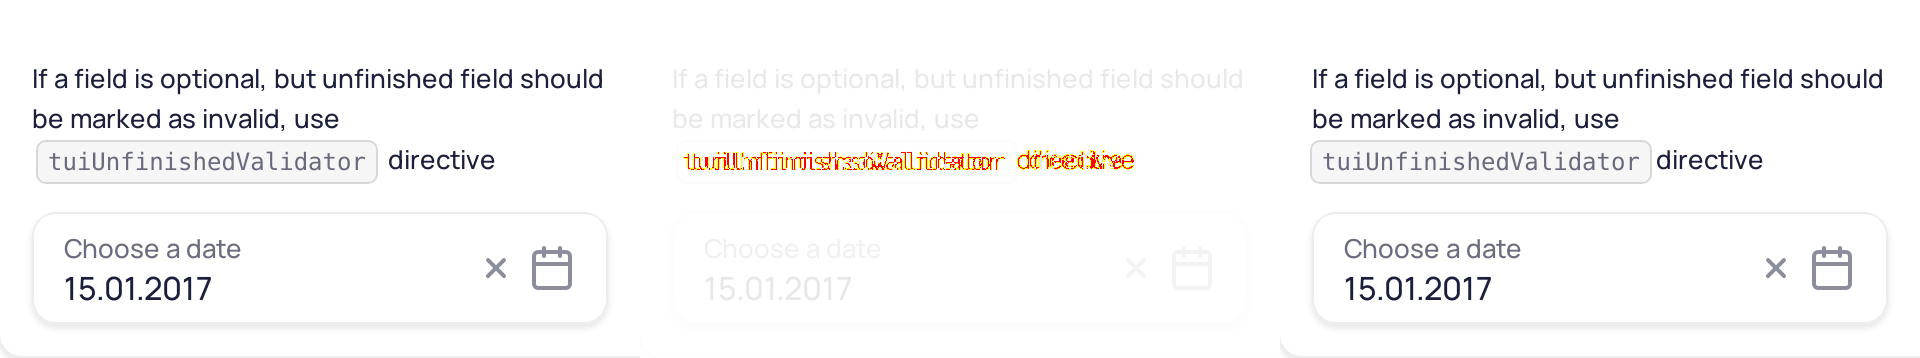 If a field is optional, but unfinished field should
be marked as invalid, use
tuiUnfinishedValidator directive
Choose a date
15.01.2017
If a field is optional, but unfinished field should
be marked as invalid, use
directive
Choose a date
15.01.2017
If a field is optional, but unfinished field should
be marked as invalid, use
tuiUnfinishedValidator directive
Choose a date
15.01.2017